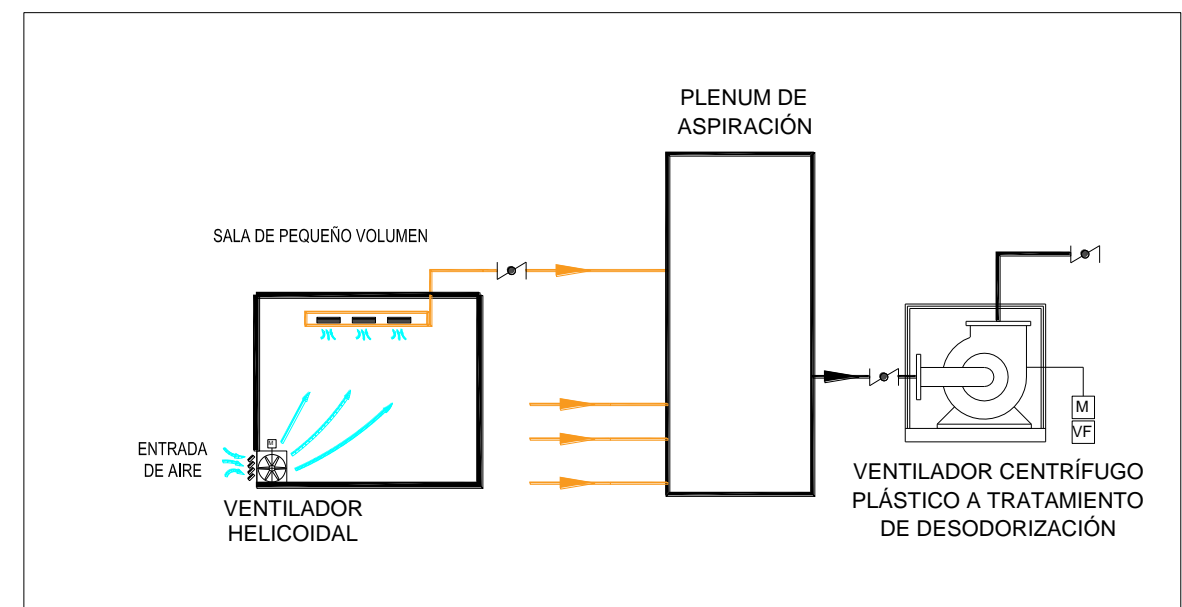 PLENUM DE
ASPIRACIÓN
SALA DE PEQUEÑO VOLUMEN
ENTRADA
DE AIRE
M
VENTILADOR
HELICOIDAL
M
VF
VENTILADOR CENTRÍFUGO
PLÁSTICO A TRATAMIENTO
DE DESODORIZACIÓN